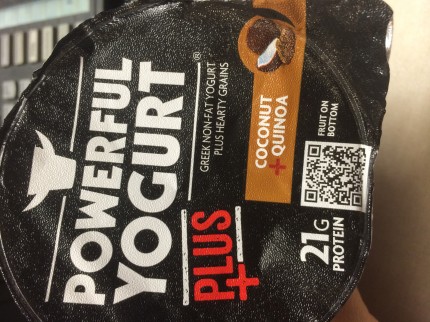 POWERFUL
YOGURT®
PLUS+
GREEK NON-FAT YOGURT
PLUS HEARTY GRAINS
COCONUT
+QUINOA
21G
PROTEIN
FRUIT ON
BOTTOM